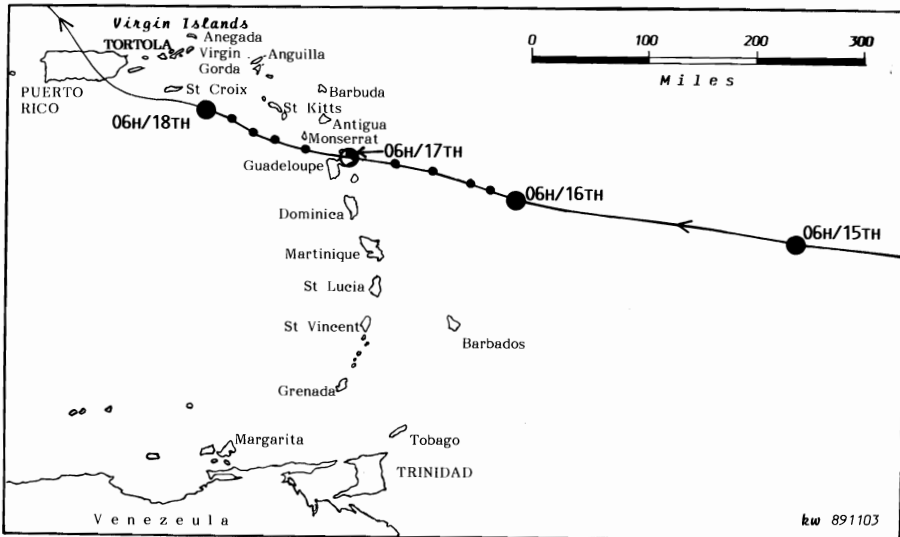 Virgin Islands
Anegada
TORTOLA
Virgin
Gorda
Anguilla
0 100 200 300
Miles
PUERTO
RICO
St Croix
Barbuda
St Kitts
06H/18TH
Antigua
Monserrat
06H/17TH
Guadeloupe
06H/16TH
Dominica
06H/15TH
Martinique
St Lucia
St Vincent
Barbados
Grenada
Margarita
Tobago
TRINIDAD
Venezeula
kw 891103